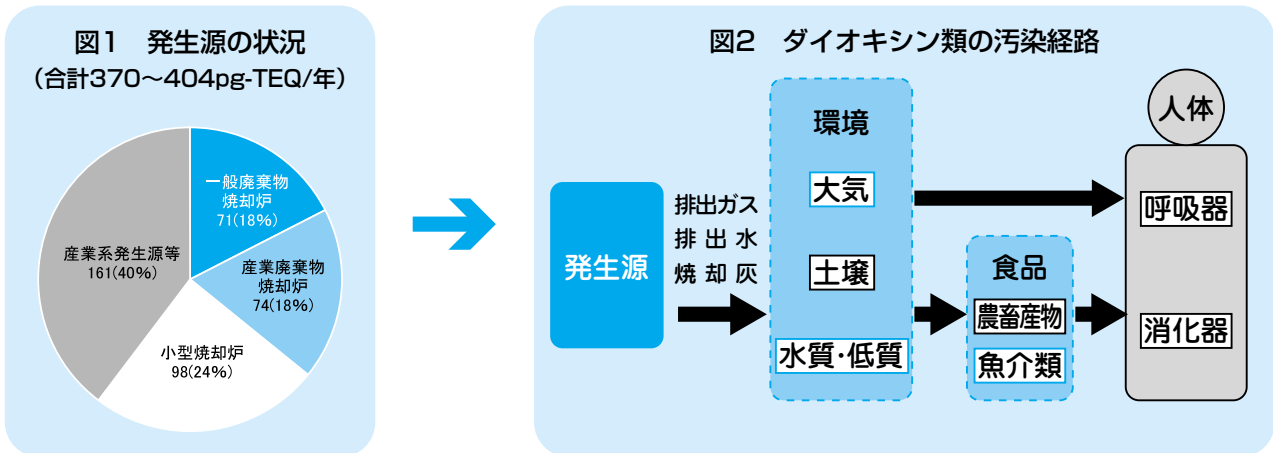 図1 発生源の状況
（合計370～404pg-TEQ/年）
一般廃棄物
焼却炉
71(18%)
産業廃棄物
焼却炉
74(18%)
小型焼却炉
98(24%)
産業系発生源等
161(40%)
図2 ダイオキシン類の汚染経路
発生源
排出ガス
排出水
焼却灰
環境
大気
土壌
水質・低質
食品
農畜産物
魚介類
人体
呼吸器
消化器